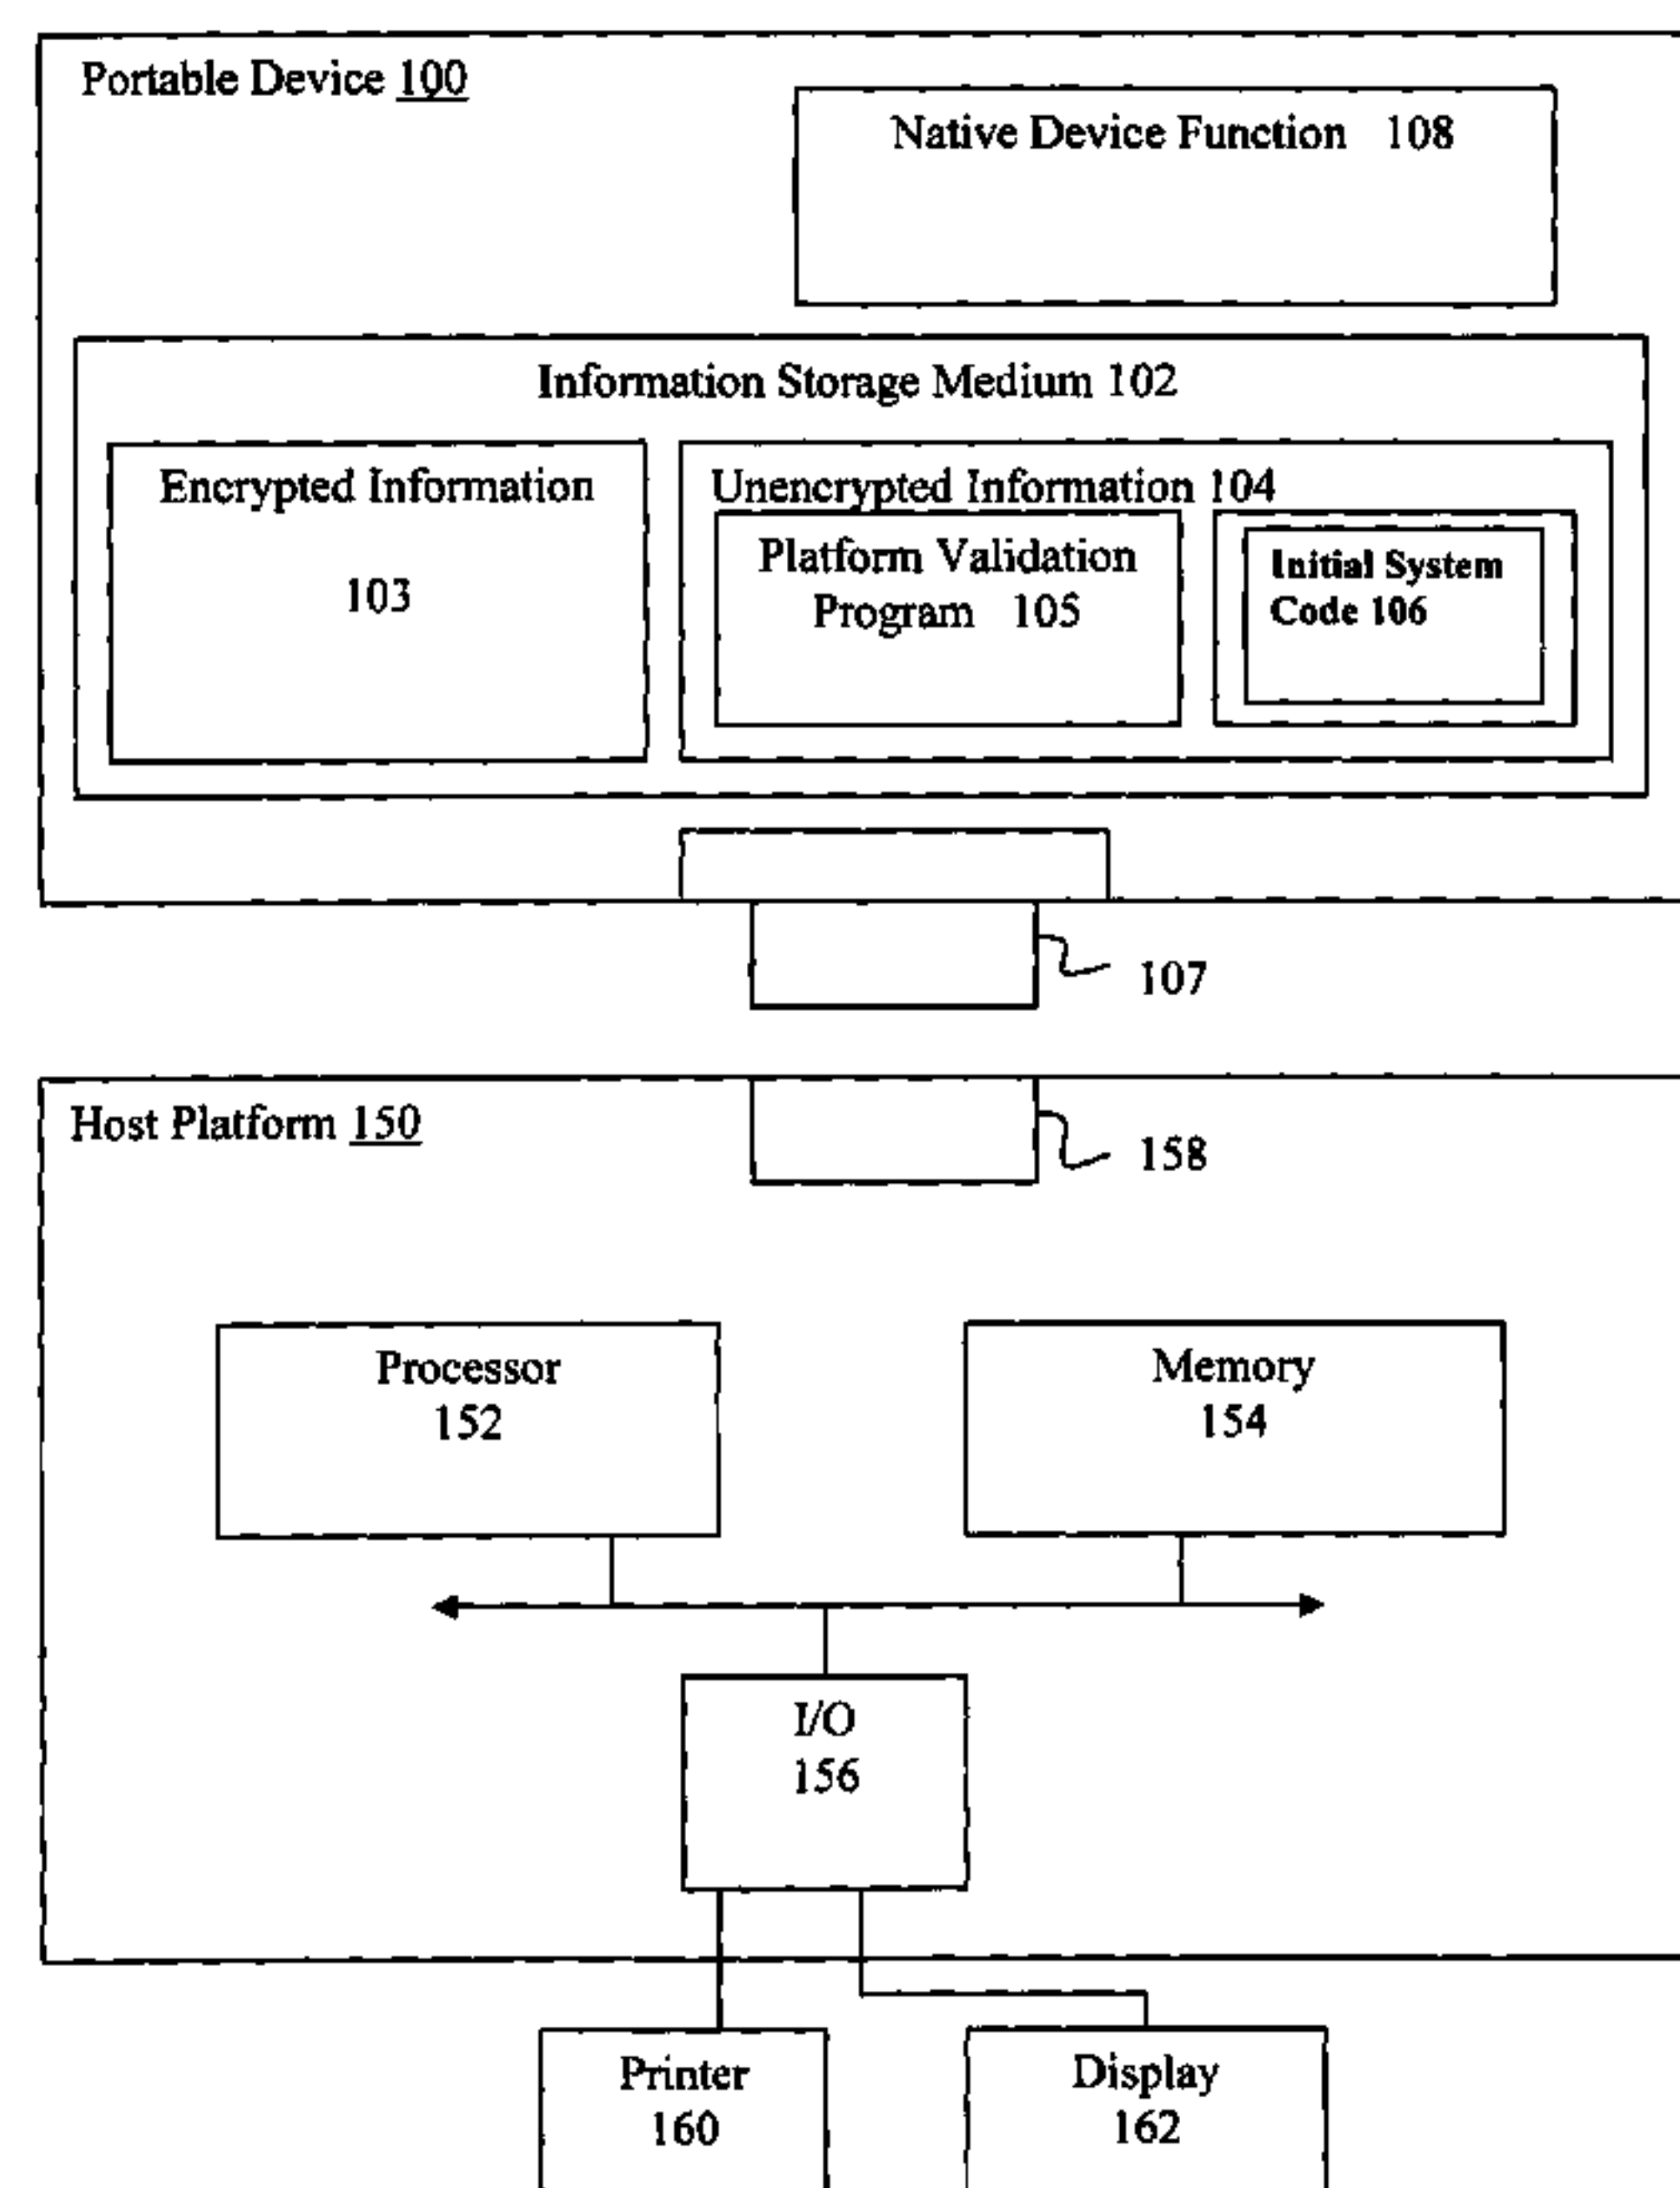 Portable Device 100
Native Device Function 108
Information Storage Medium 102
Encrypted Information
103
Unencrypted Information 104
Platform Validation
Program 105
Initial System
Code 106
107
Host Platform 150
158
Processor
152
Memory
154
I/O
156
Printer
160
Display
162